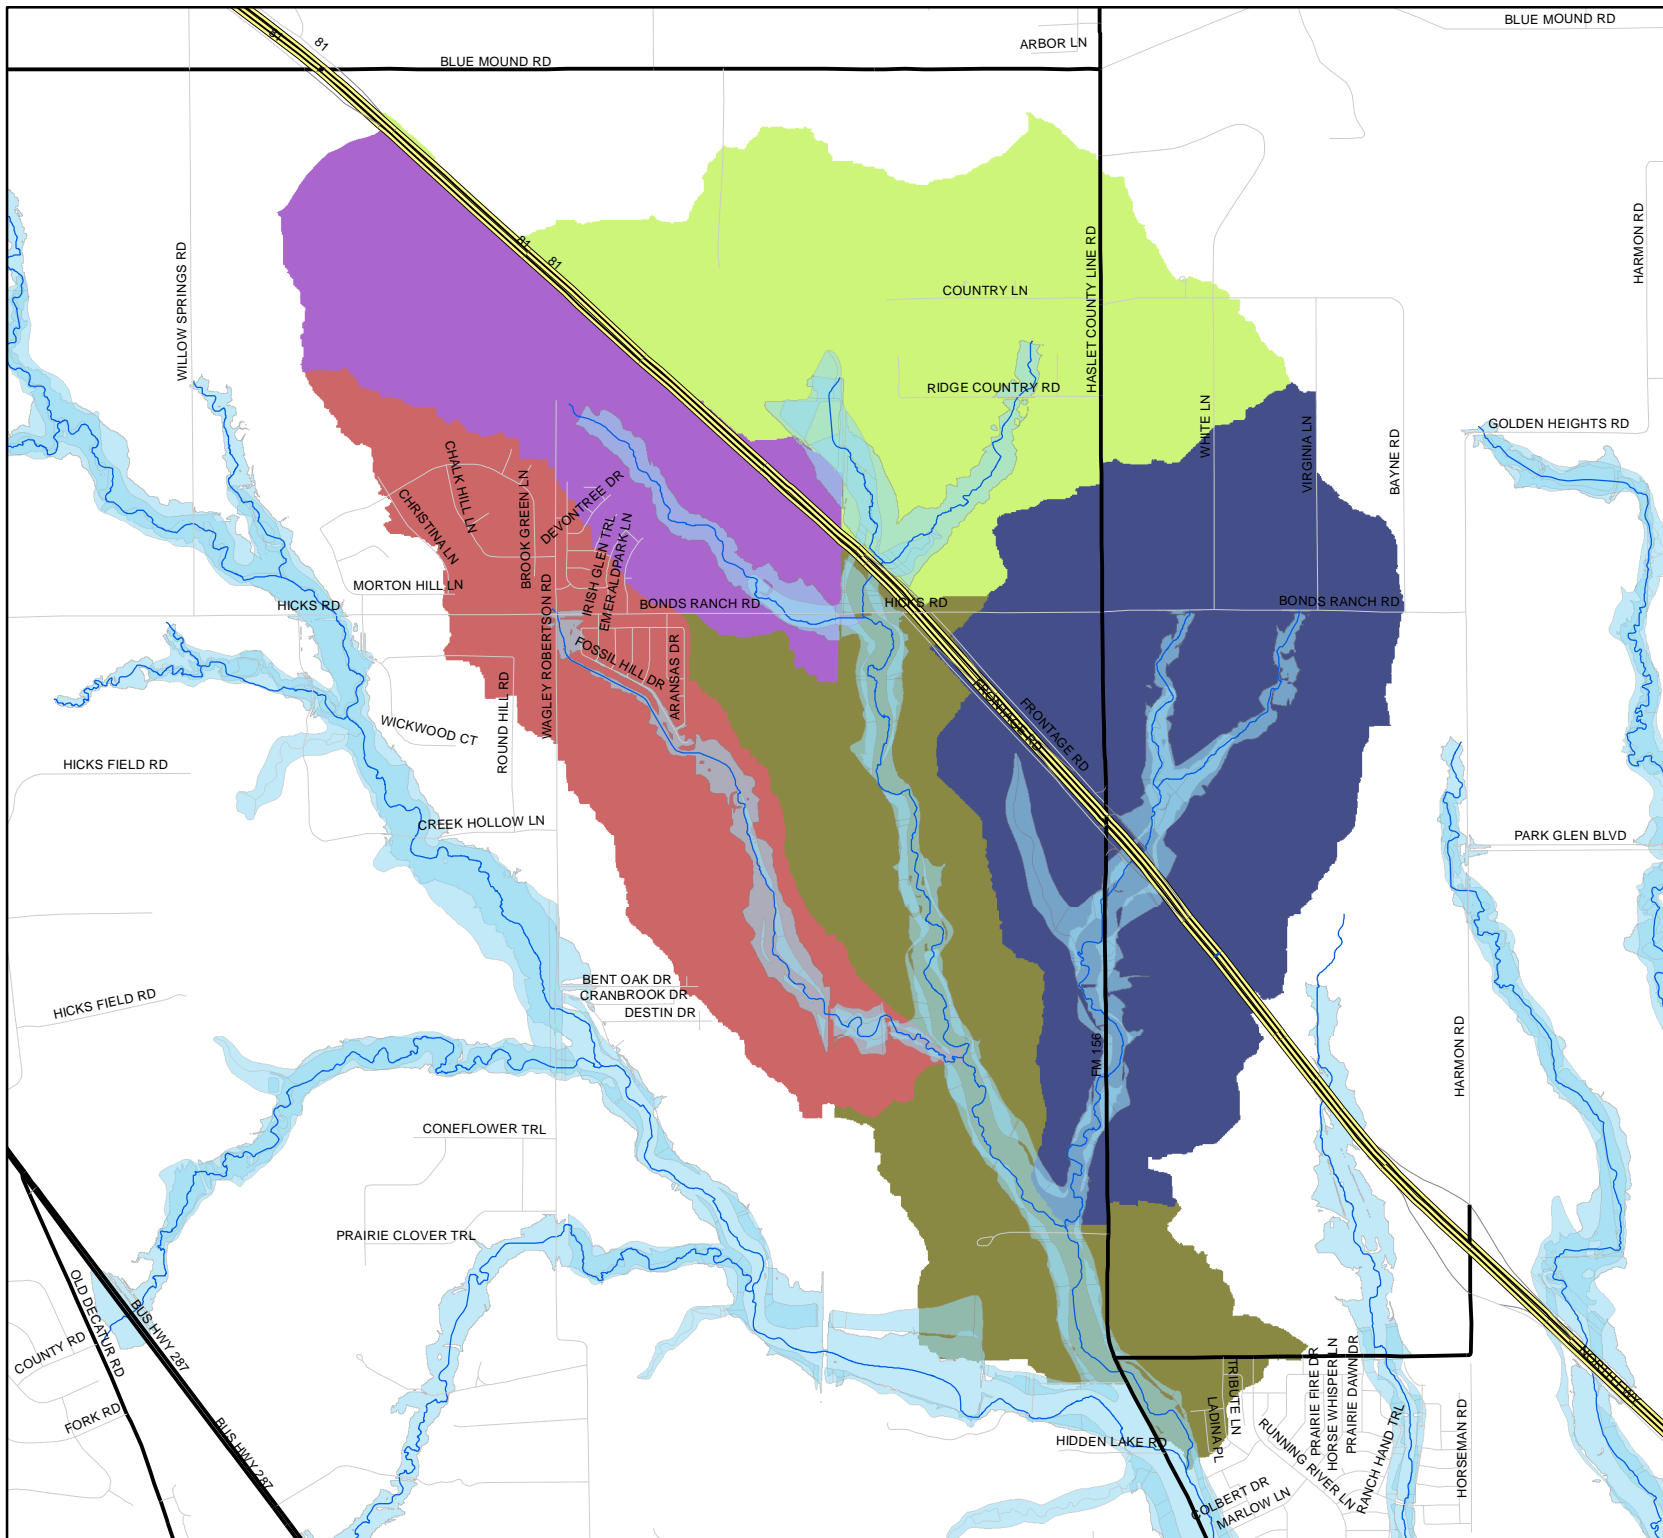 BLUE MOUND RD
81
81
ARBOR LN
BLUE MOUND RD
HARMON RD
WILLOW SPRINGS RD
81
81
HASLET COUNTY LINE RD
COUNTRY LN
RIDGE COUNTRY RD
WHITE LN
VIRGINIA LN
BAYNE RD
GOLDEN HEIGHTS RD
CHALK HILL LN
CHRISTINA LN
BROOK GREEN LN
DEVONTREE DR
IRISH GLEN TRL
EMERALDPARK LN
MORTON HILL LN
HICKS RD
BONDS RANCH RD
HICKS RD
BONDS RANCH RD
WAGLEY ROBERTSON RD
FOSSIL HILL DR
ARANSAS DR
ROUND HILL RD
WICKWOOD CT
FRONTAGE RD
FRONTAGE RD
HICKS FIELD RD
CREEK HOLLOW LN
PARK GLEN BLVD
BENT OAK DR
CRANBROOK DR
DESTIN DR
HICKS FIELD RD
FM 156
HARMON RD
CONEFLOWER TRL
PRAIRIE CLOVER TRL
OLD DECATUR RD
BUS HWY 287
COUNTY RD
FORK RD
BUS HWY 287
NORTH FWY
TRIBUTE LN
LADINA PL
PRAIRIE FIRE DR
HORSE WHISPER LN
PRAIRIE DAWN DR
RANCH HAND TRL
RUNNING RIVER LN
HORSEMAN RD
HIDDEN LAKE RD
COLBERT DR
MARLOW LN